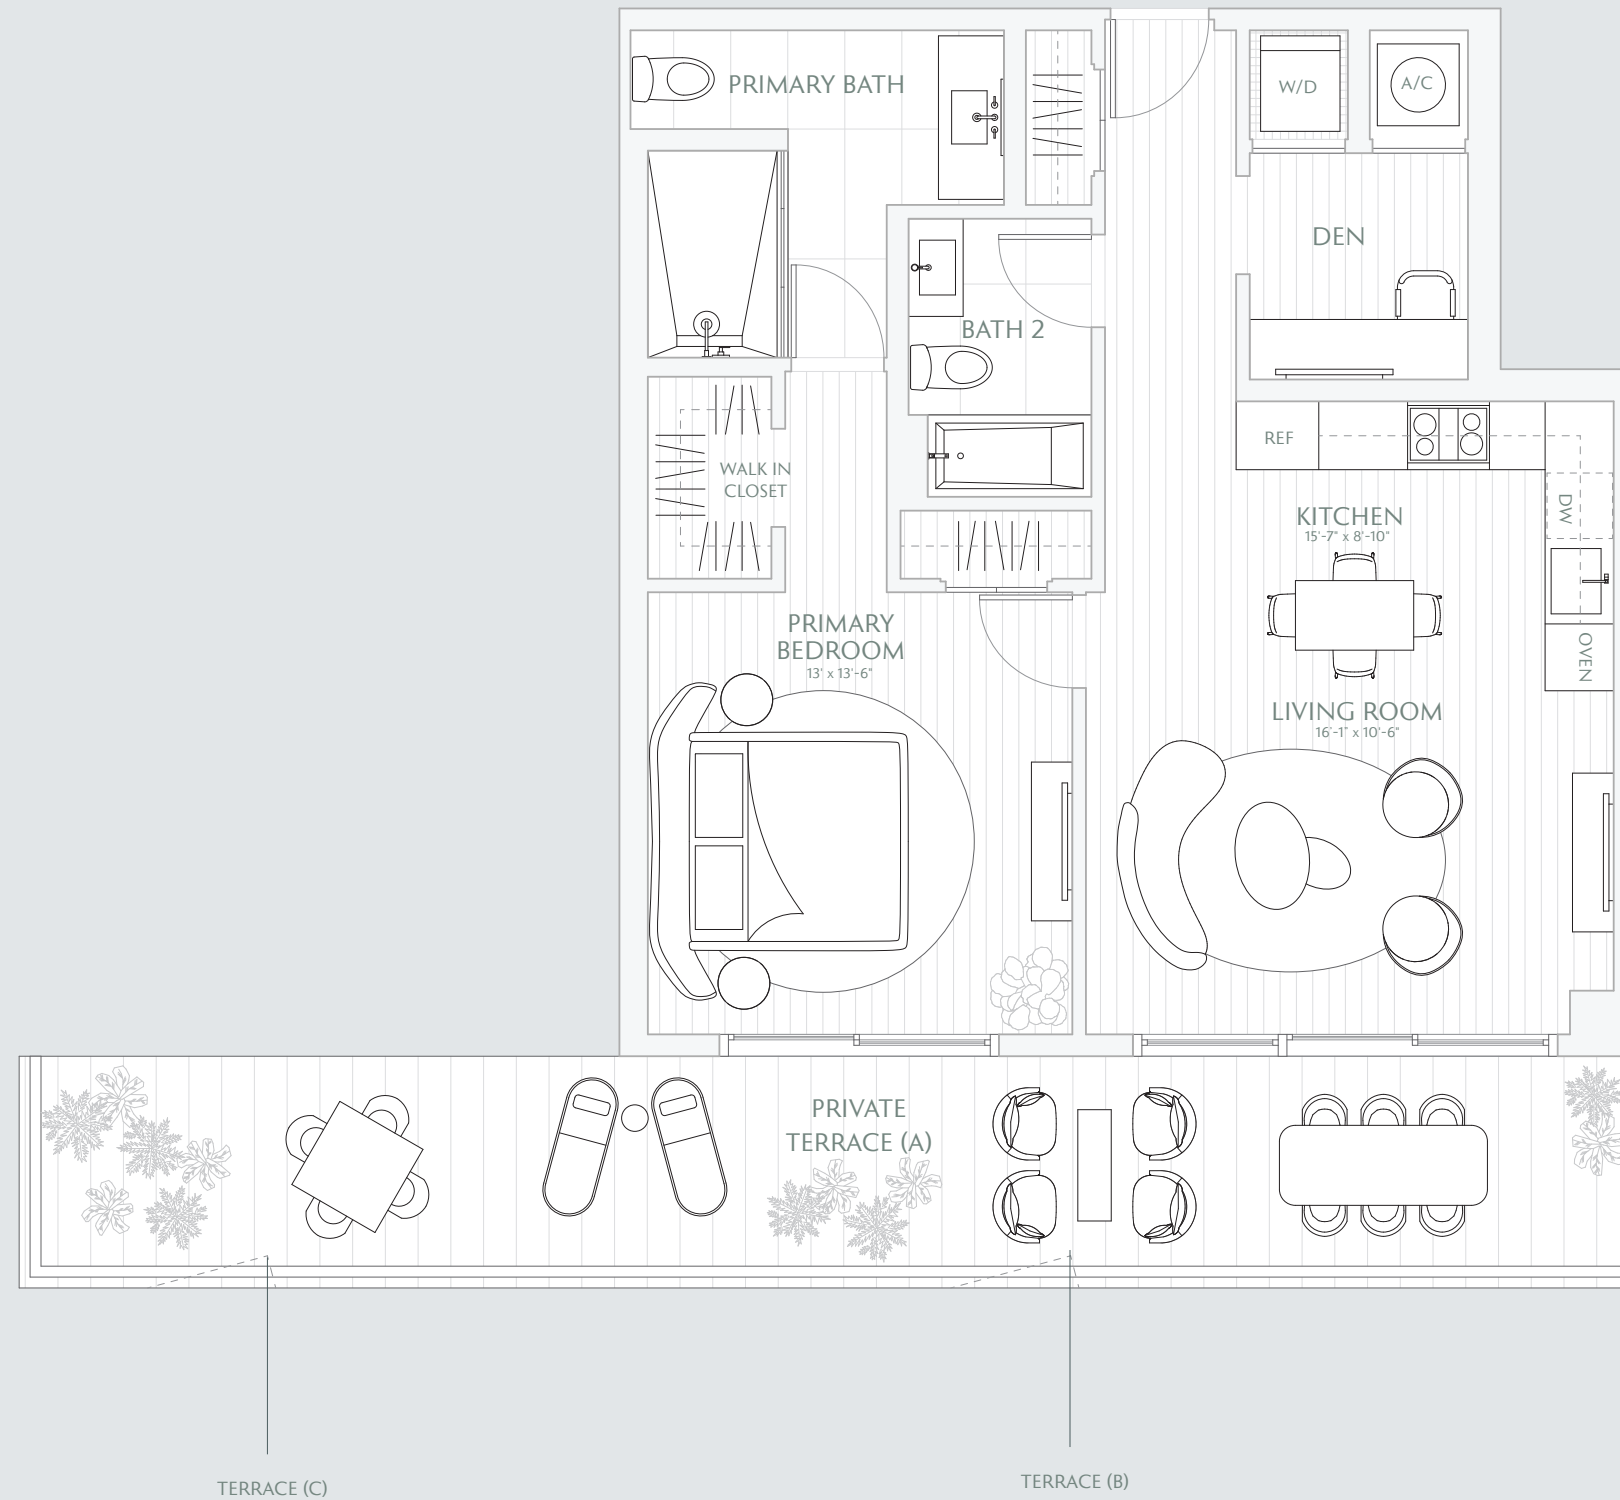 PRIMARY BATH
W/D
A/C
DEN
BATH 2
REF
WALK IN
CLOSET
DW
KITCHEN
15'-7" x 8'-10"
OVEN
PRIMARY
BEDROOM
13' x 13'-6"
LIVING ROOM
16'-1" x 10'-6"
PRIVATE
TERRACE (A)
TERRACE (C)
TERRACE (B)